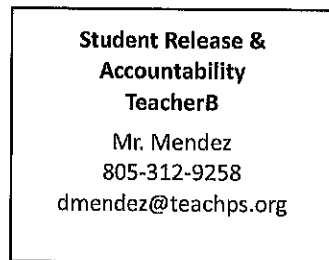 Student Release &
Accountability
TeacherB
Mr. Mendez
805-312-9258
dmendez@teachps.org